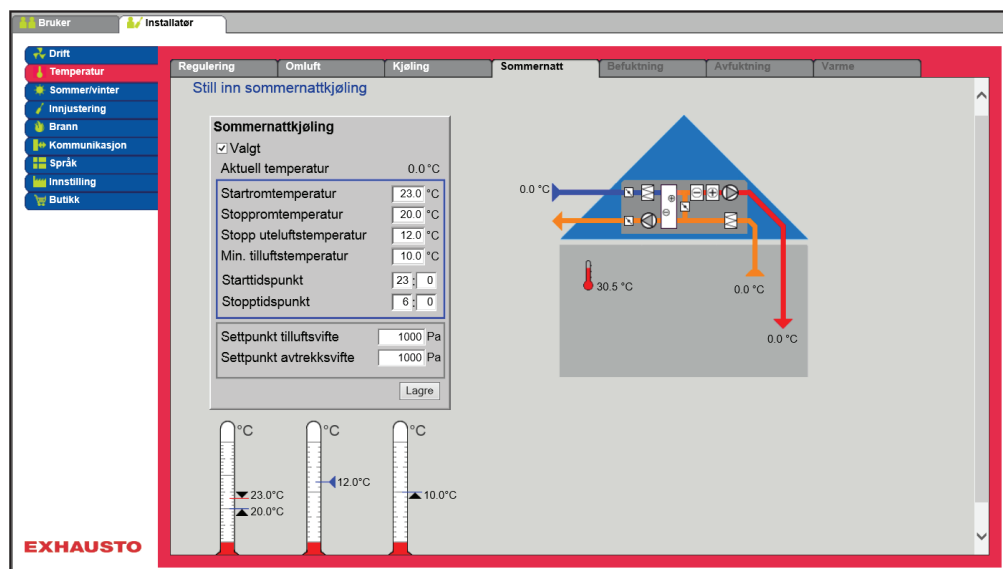 Bruker
Installatør
Drift
Temperatur
Sommer/vinter
Innjustering
Brann
Kommunikasjon
Språk
Innstilling
Butikk
Regulering Omluft Kjøling Sommernatt Befuktning Avfuktning Varme
Still inn sommernattkjøling
Sommernattkjøling
Valgt
Aktuell temperatur 0.0 °C
Startromtemperatur 23.0 °C
Stoppromtemperatur 20.0 °C
Stopp uteluftstemperatur 12.0 °C
Min. tilluftstemperatur 10.0 °C
Starttidspunkt 23 : 0
Stopptidspunkt 6 : 0
Settpunkt tilluftsvifte 1000 Pa
Settpunkt avtrekksvifte 1000 Pa
Lagre
0.0 °C
30.5 °C
0.0 °C
0.0 °C
°C °C °C
12.0°C
23.0°C
10.0°C
20.0°C
EXHAUSTO